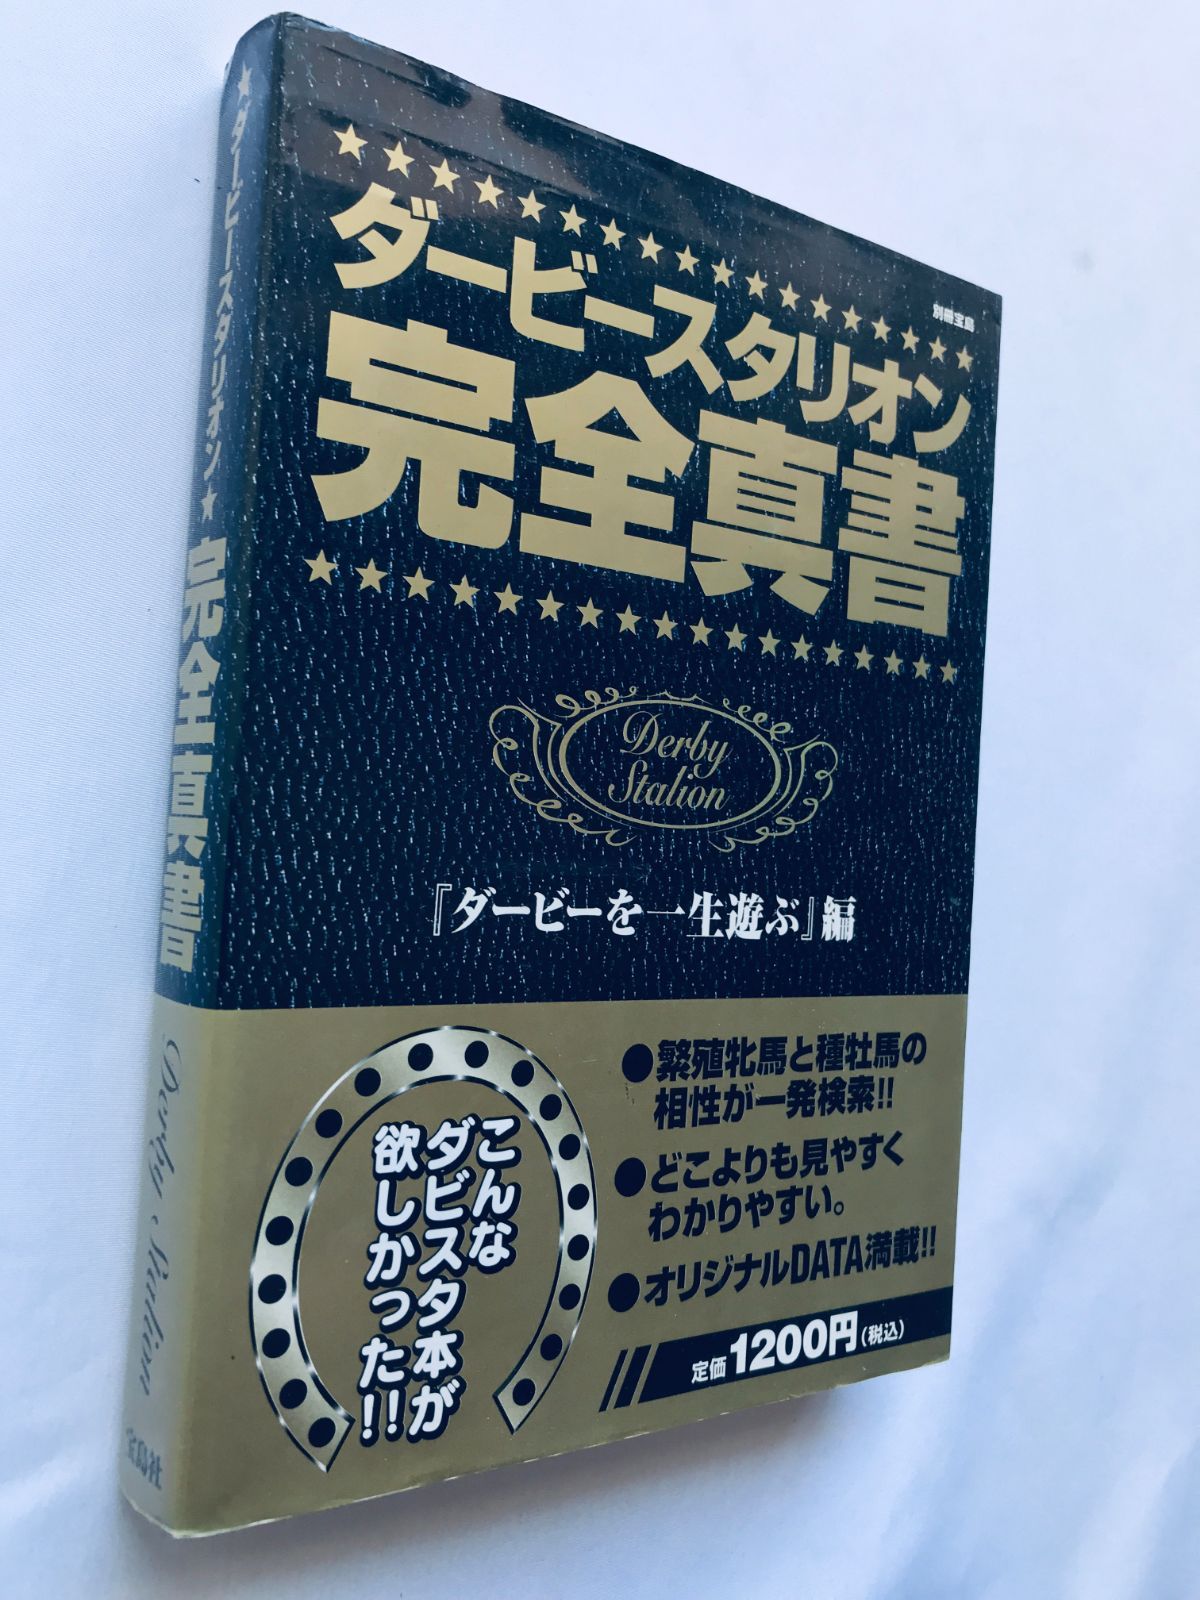 別冊宝島
ダービースタリオン
完全真書
Derby
Stalion
『ダービーを一生遊ぶ』編
こんな
ダビスタ本が
欲しかった!!
●繁殖牝馬と種牡馬の
相性が一発検索!!
●どこよりも見やすく
わかりやすい。
●オリジナルDATA満載!!
定価1200円(税込)
★ダービースタリオン★完全真書
Derby Stalion
宝島社